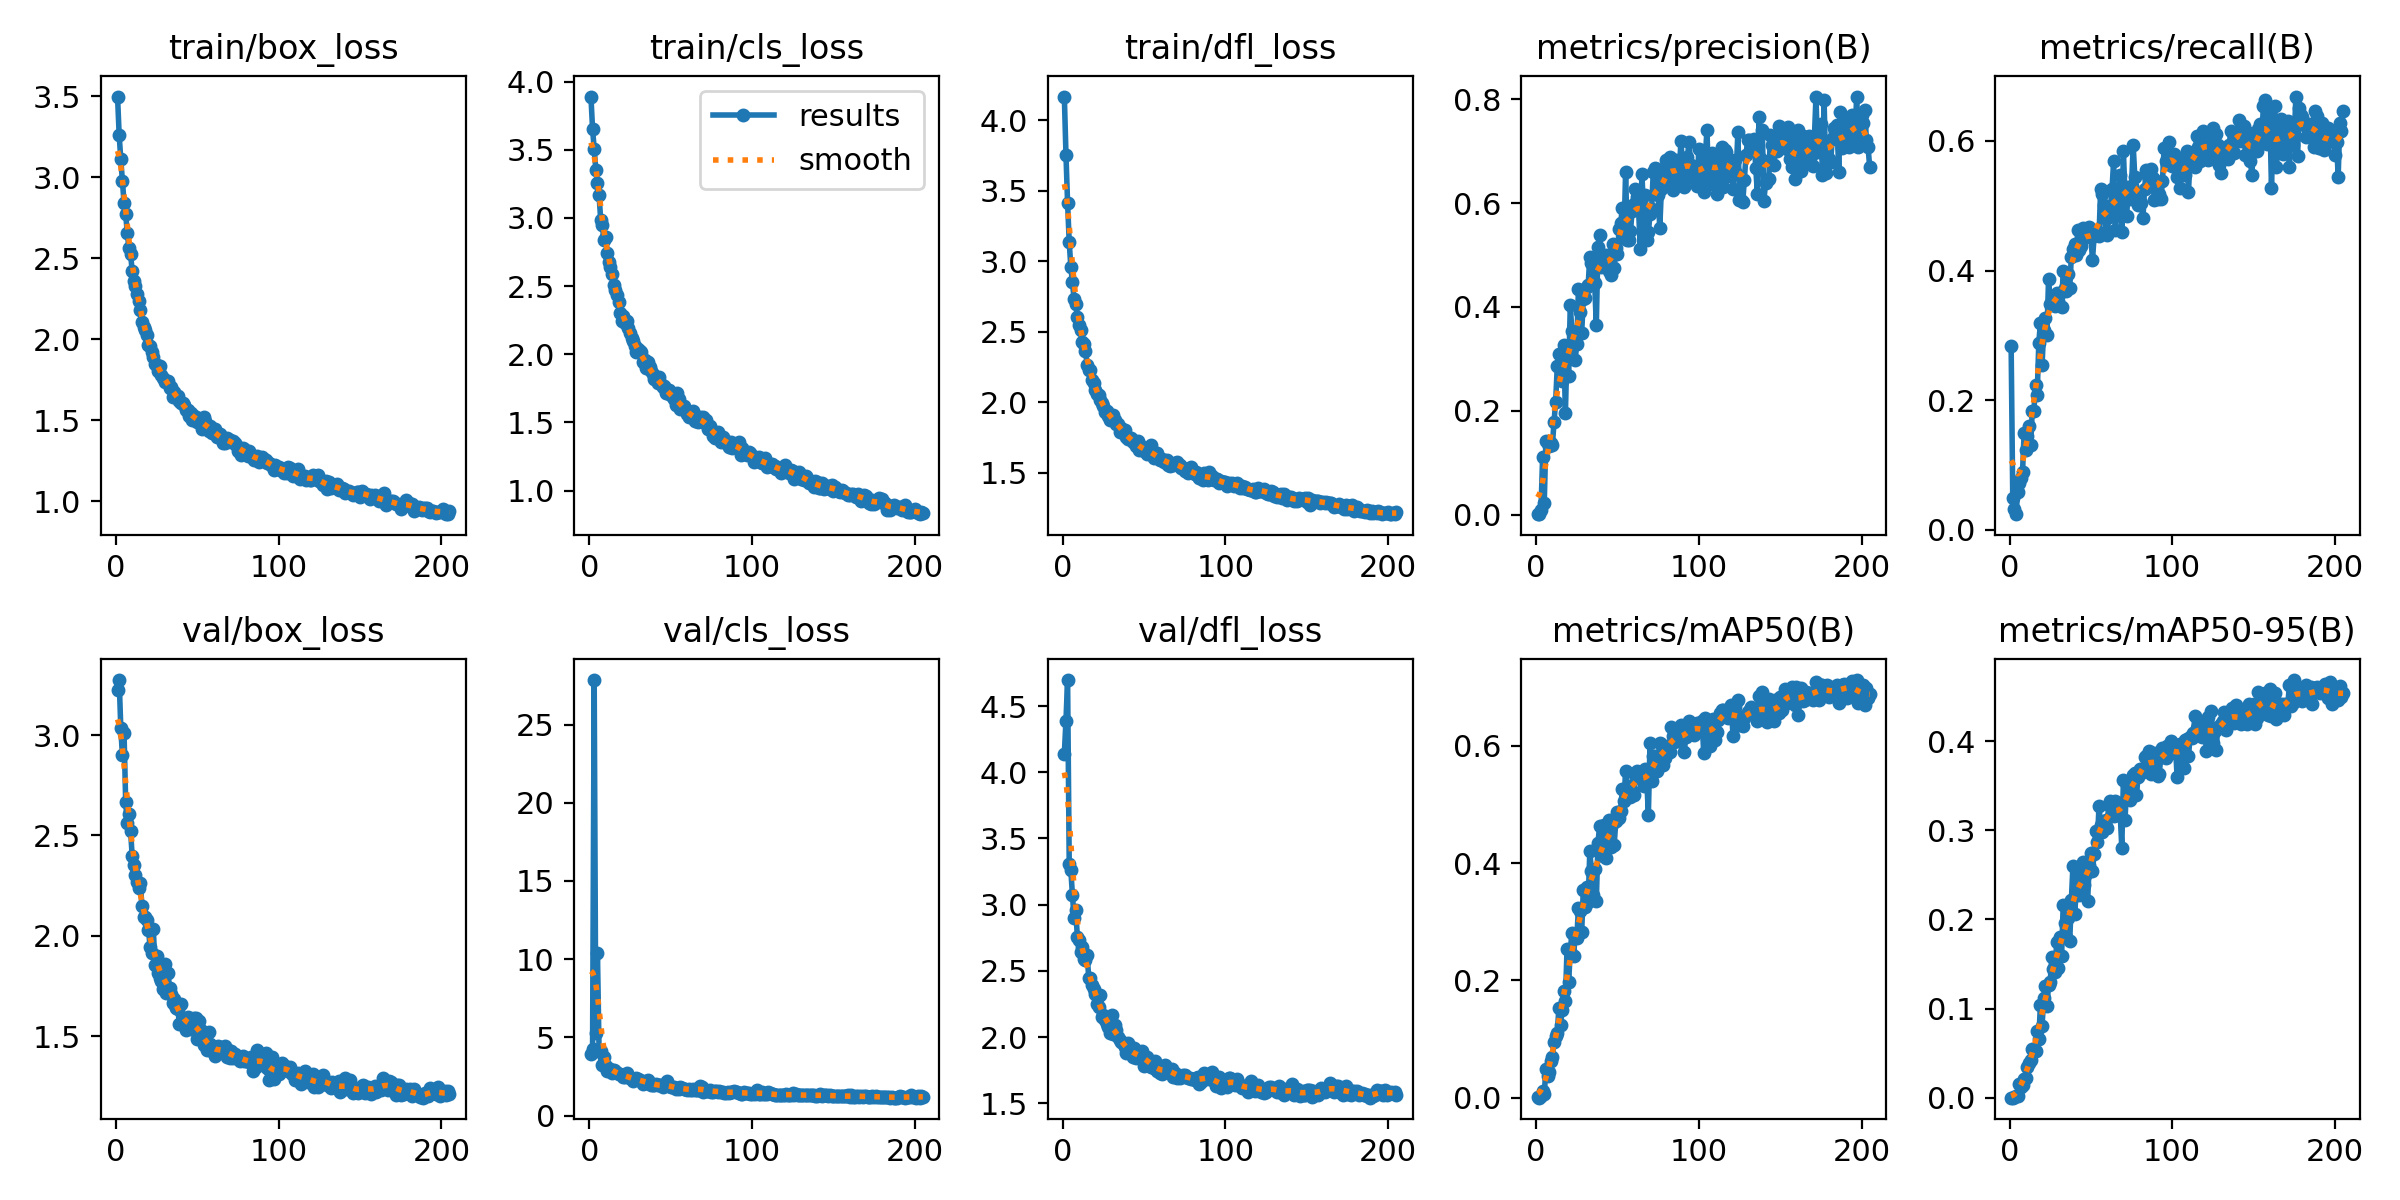 train/box_loss
3.5
3.0
2.5
2.0
1.5
1.0
0 100 200
train/cls_loss
results
smooth
4.0
3.5
3.0
2.5
2.0
1.5
1.0
0 100 200
train/dfl_loss
4.0
3.5
3.0
2.5
2.0
1.5
0 100 200
metrics/precision(B)
0.8
0.6
0.4
0.2
0.0
0 100 200
metrics/recall(B)
0.6
0.4
0.2
0.0
0 100 200
val/box_loss
3.0
2.5
2.0
1.5
0 100 200
val/cls_loss
25
20
15
10
5
0
0 100 200
val/dfl_loss
4.5
4.0
3.5
3.0
2.5
2.0
1.5
0 100 200
metrics/mAP50(B)
0.6
0.4
0.2
0.0
0 100 200
metrics/mAP50-95(B)
0.4
0.3
0.2
0.1
0.0
0 100 200